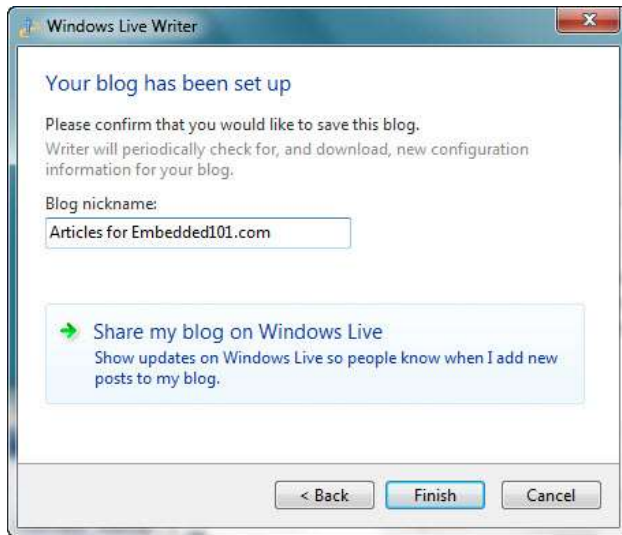 Windows Live Writer
Your blog has been set up
Please confirm that you would like to save this blog.
Writer will periodically check for, and download, new configuration
information for your blog.
Blog nickname:
Articles for Embedded101.com
Share my blog on Windows Live
Show updates on Windows Live so people know when I add new
posts to my blog.
< Back Finish Cancel